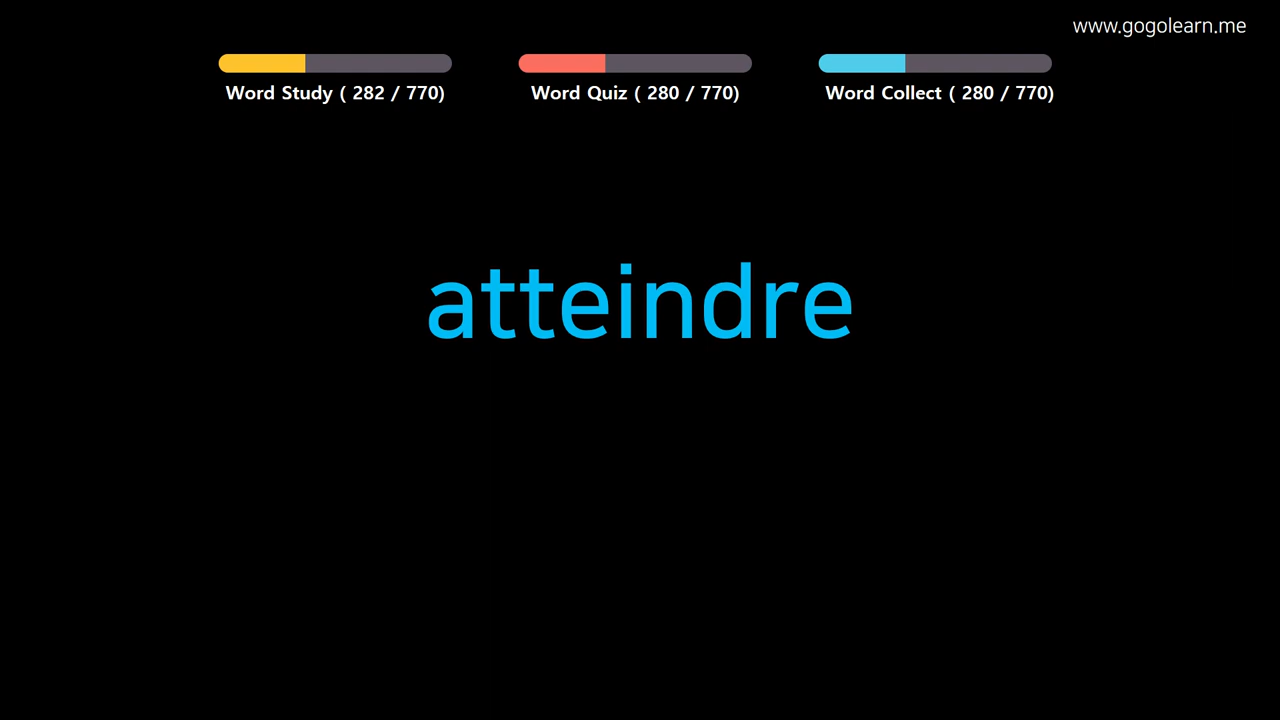 www.gogolearn.me
Word Study ( 282 / 770)
Word Quiz ( 280 / 770)
Word Collect ( 280 / 770)
atteindre